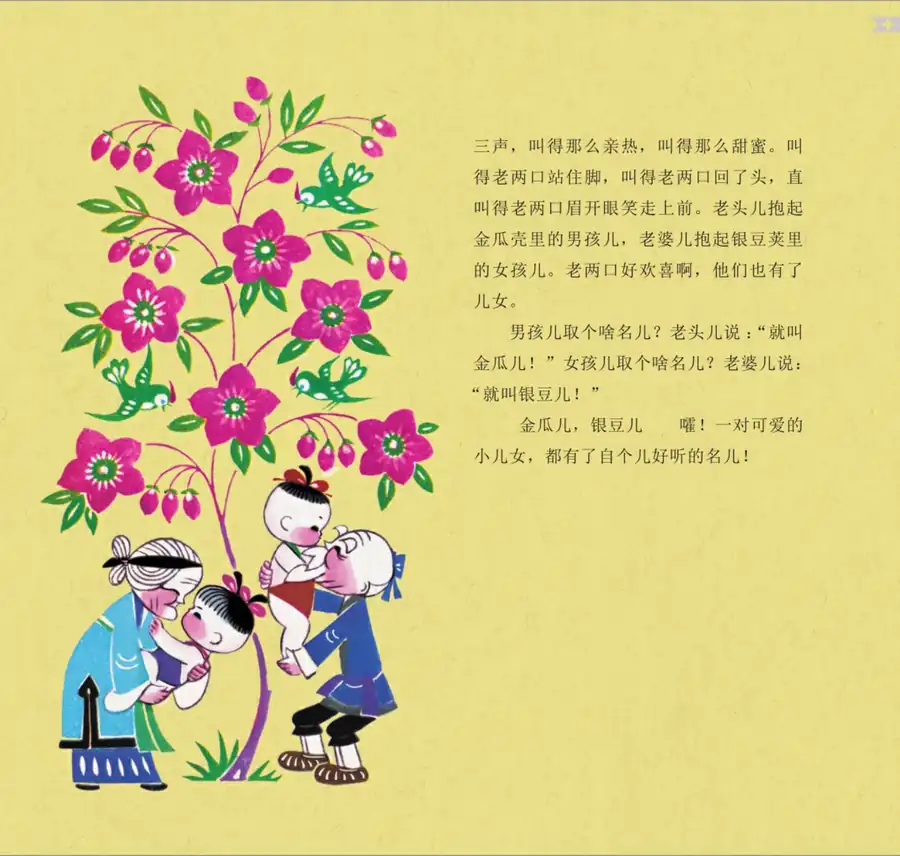 三声，叫得那么亲热，叫得那么甜蜜。叫
得老两口站住脚，叫得老两口回了头，直
叫得老两口眉开眼笑走上前。老头儿抱起
金瓜壳里的男孩儿，老婆儿抱起银豆荚里
的女孩儿。老两口好欢喜啊，他们也有了
儿女。
男孩儿取个啥名儿？老头儿说：“就叫
金瓜儿！”女孩儿取个啥名儿？老婆儿说：
“就叫银豆儿！”
金瓜儿，银豆儿 嚯！一对可爱的
小儿女，都有了自个儿好听的名儿！